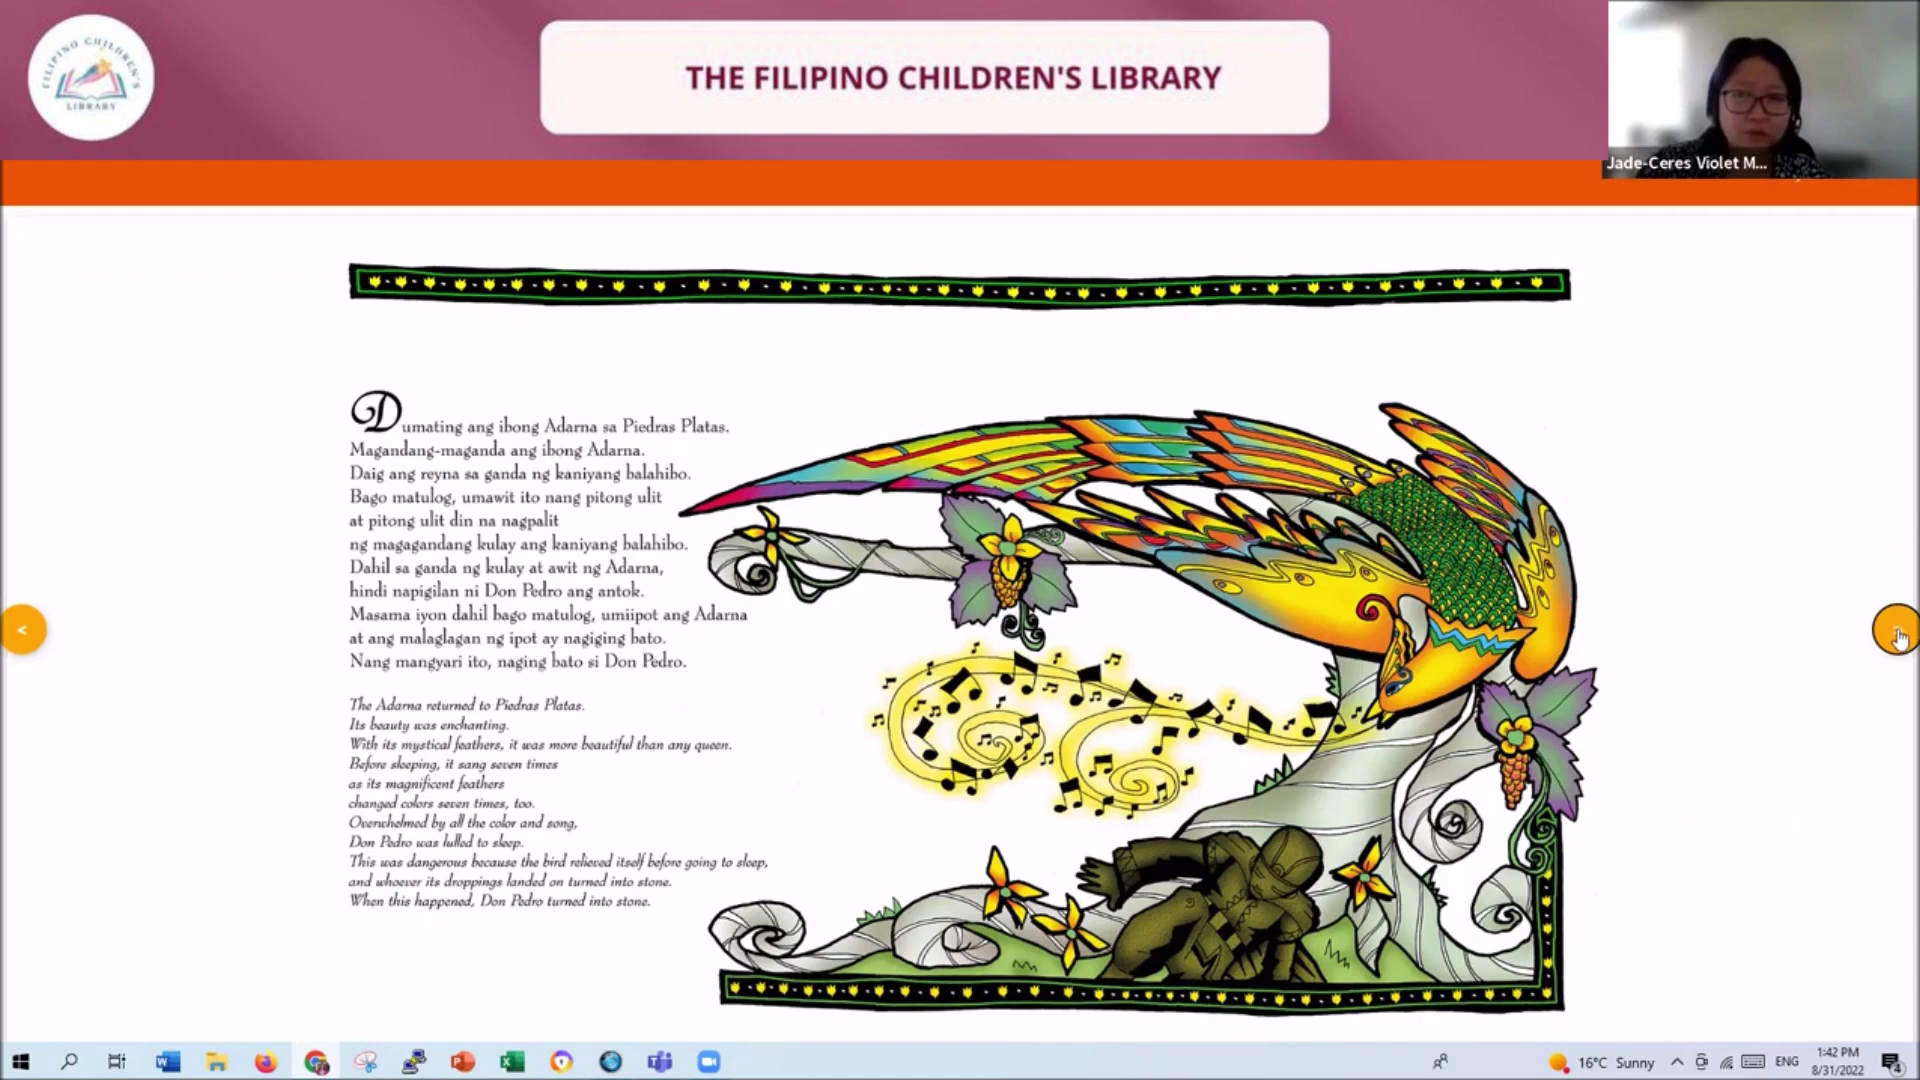 FILIPINO CHILDREN'S
LIBRARY
THE FILIPINO CHILDREN'S LIBRARY
Jade-Ceres Violet M...
Dumating ang ibong Adarna sa Piedras Platas.
Magandang-maganda ang ibong Adarna.
Daig ang reyna sa ganda ng kaniyang balahibo.
Bago matulog, umawit ito nang pitong ulit
at pitong ulit din na nagpalit
ng magagandang kulay ang kaniyang balahibo.
Dahil sa ganda ng kulay at awit ng Adarna,
hindi napigilan ni Don Pedro ang antok.
Masama iyon dahil bago matulog, umiipot ang Adarna
at ang malaglagan ng ipot ay nagiging bato.
Nang mangyari ito, naging bato si Don Pedro.
The Adarna returned to Piedras Platas.
Its beauty was enchanting.
With its mystical feathers, it was more beautiful than any queen.
Before sleeping, it sang seven times
as its magnificent feathers
changed colors seven times, too.
Overwhelmed by all the color and song,
Don Pedro was lulled to sleep.
This was dangerous because the bird relieved itself before going to sleep,
and whoever its droppings landed on turned into stone.
When this happened, Don Pedro turned into stone.
<
16°C Sunny
ENG
1:42 PM
8/31/2022
4